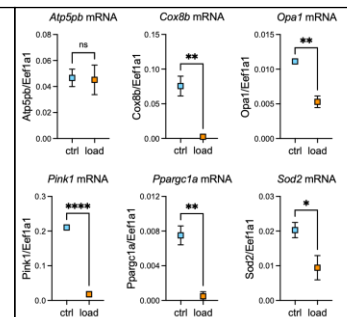 Atp5pb mRNA
Atp5pb/Eef1a1
0.08
0.06
0.04
0.02
0.00
ns
ctrl load
Cox8b mRNA
Cox8b/Eef1a1
0.15
0.10
0.05
0.00
**
ctrl load
Opa1 mRNA
Opa1/Eef1a1
0.015
0.010
0.005
0.000
**
ctrl load
Pink1 mRNA
Pink1/Eef1a1
0.3
0.2
0.1
0.0
****
ctrl load
Ppargc1a mRNA
Ppargc1a/Eef1a1
0.012
0.008
0.004
0.000
**
ctrl load
Sod2 mRNA
Sod2/Eef1a1
0.03
0.02
0.01
0.00
*
ctrl load